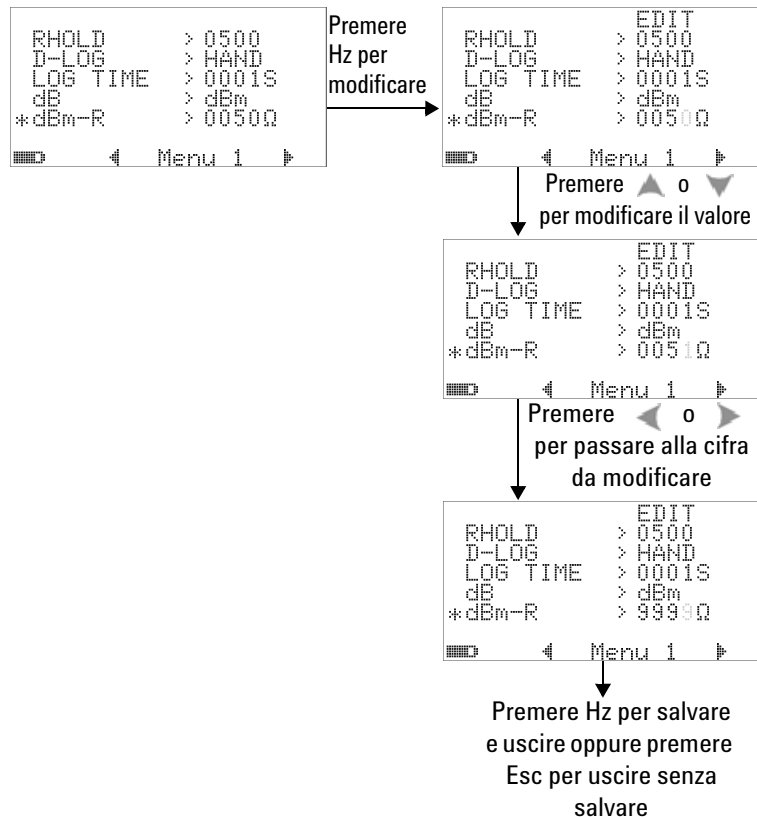 RHOLD > 0500
D-LOG > HAND
LOG TIME > 0001S
dB > dBm
*dBm-R > 0050Ω
Menu 1
Premere
Hz per
modificare
EDIT
RHOLD > 0500
D-LOG > HAND
LOG TIME > 0001S
dB > dBm
*dBm-R > 0050Ω
Menu 1
Premere o
per modificare il valore
EDIT
RHOLD > 0500
D-LOG > HAND
LOG TIME > 0001S
dB > dBm
*dBm-R > 0051Ω
Menu 1
Premere o
per passare alla cifra
da modificare
EDIT
RHOLD > 0500
D-LOG > HAND
LOG TIME > 0001S
dB > dBm
*dBm-R > 9999Ω
Menu 1
Premere Hz per salvare
e uscire oppure premere
Esc per uscire senza
salvare